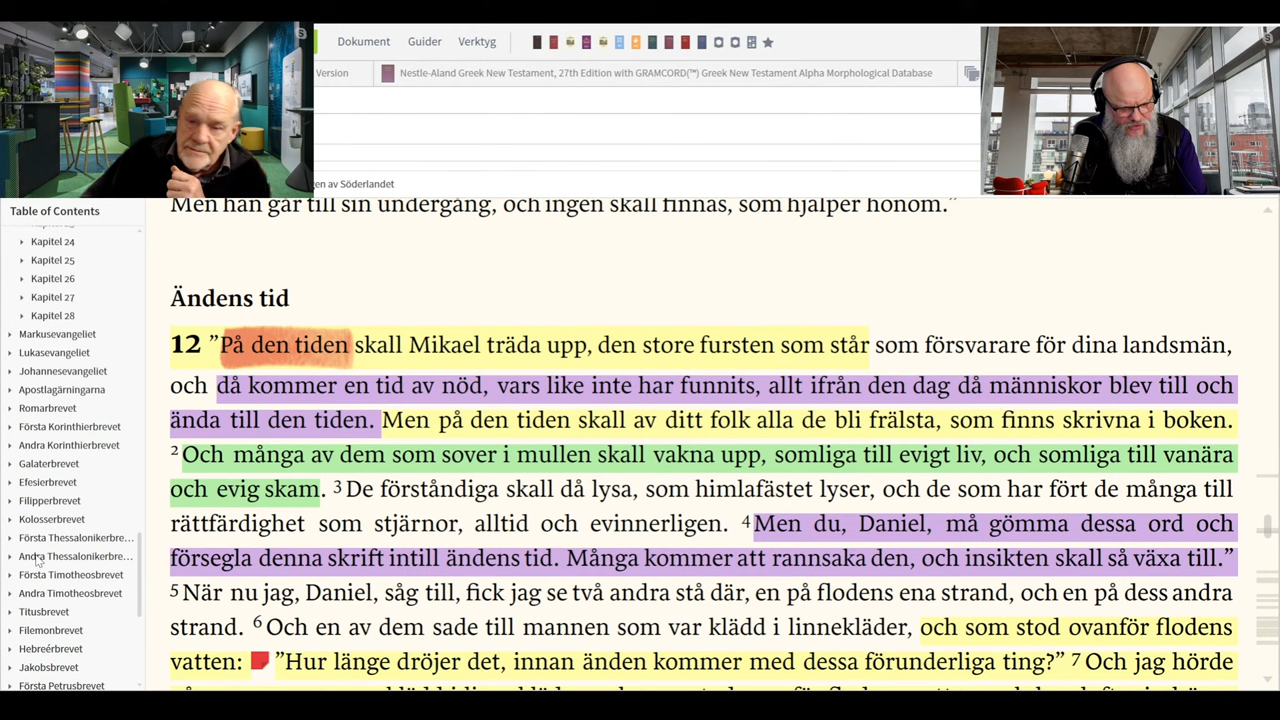 Dokument Guider Verktyg
Version Nestle-Aland Greek New Testament, 27th Edition with GRAMCORD(™) Greek New Testament Alpha Morphological Database
en av Söderlandet
Table of Contents
Kapitel 24
Kapitel 25
Kapitel 26
Kapitel 27
Kapitel 28
Markusevangeliet
Lukasevangeliet
Johannesevangeliet
Apostlagärningarna
Romarbrevet
Första Korinthierbrevet
Andra Korinthierbrevet
Galaterbrevet
Efesierbrevet
Filipperbrevet
Kolosserbrevet
Första Thessalonikerbre...
Andra Thessalonikerbre...
Första Timotheosbrevet
Andra Timotheosbrevet
Titusbrevet
Filemonbrevet
Hebreérbrevet
Jakobsbrevet
Första Petrusbrevet
Men han går till sin undergång, och ingen skall finnas, som hjälper honom.”
Ändens tid
12 ”På den tiden skall Mikael träda upp, den store fursten som står som försvarare för dina landsmän,
och då kommer en tid av nöd, vars like inte har funnits, allt ifrån den dag då människor blev till och
ända till den tiden. Men på den tiden skall av ditt folk alla de bli frälsta, som finns skrivna i boken.
2 Och många av dem som sover i mullen skall vakna upp, somliga till evigt liv, och somliga till vanära
och evig skam. 3 De förståndiga skall då lysa, som himlafästet lyser, och de som har fört de många till
rättfärdighet som stjärnor, alltid och evinnerligen. 4 Men du, Daniel, må gömma dessa ord och
försegla denna skrift intill ändens tid. Många kommer att rannsaka den, och insikten skall så växa till.”
5 När nu jag, Daniel, såg till, fick jag se två andra stå där, en på flodens ena strand, och en på dess andra
strand. 6 Och en av dem sade till mannen som var klädd i linnekläder, och som stod ovanför flodens
vatten: ”Hur länge dröjer det, innan änden kommer med dessa förunderliga ting?” 7 Och jag hörde